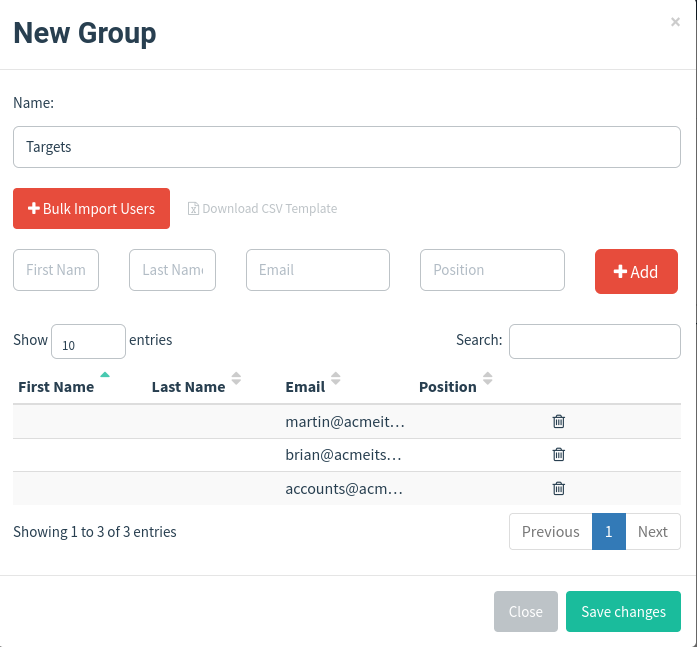 New Group
×
Name:
Targets
Bulk Import Users
Download CSV Template
First Nam
Last Name
Email
Position
Add
Show 10 entries
Search:
First Name Last Name Email Position
martin@acmeit...
brian@acmeits...
accounts@acm...
Showing 1 to 3 of 3 entries
Previous 1 Next
Close Save changes